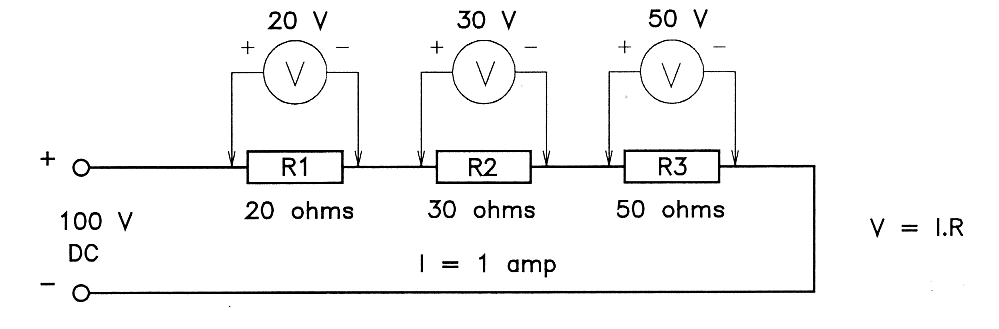 20 V 30 V 50 V
+ − + − + −
V V V
+ R1 R2 R3
20 ohms 30 ohms 50 ohms
100 V
DC
V = I.R
I = 1 amp
−